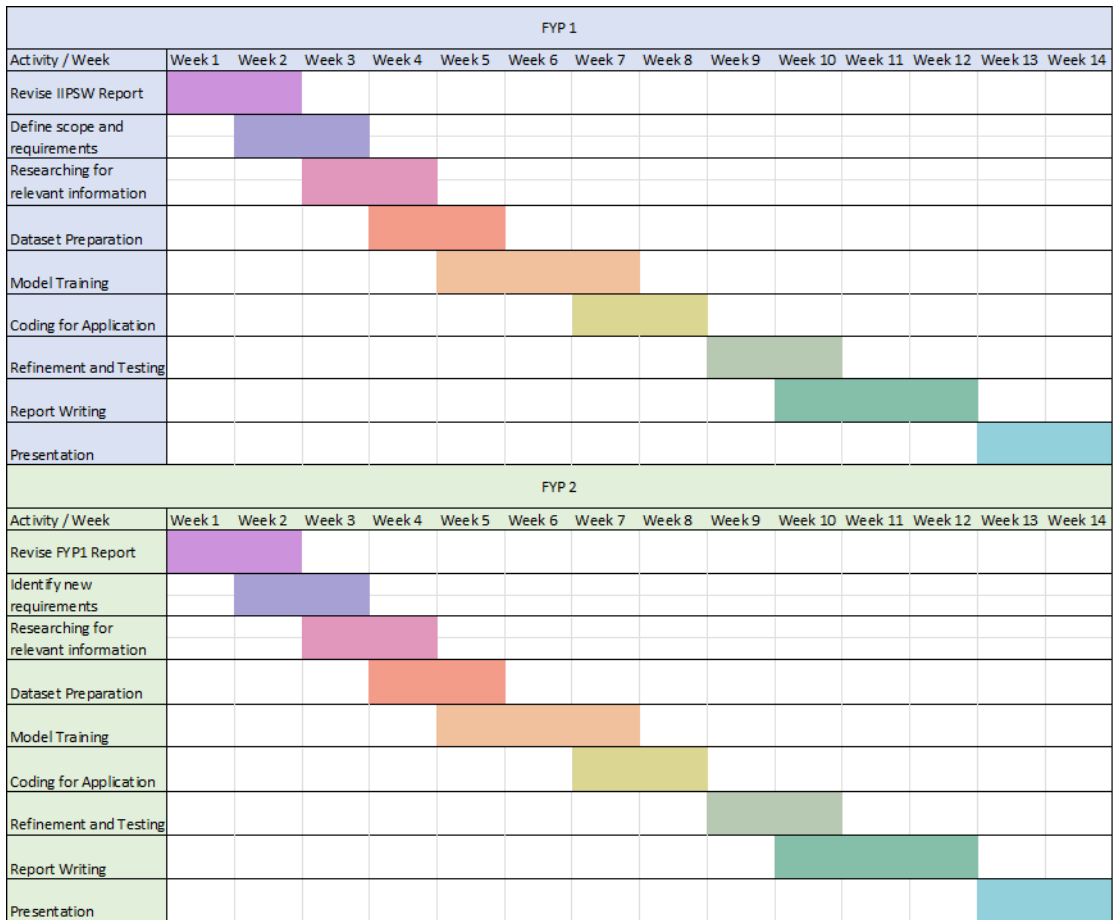 FYP 1
Activity / Week Week 1 Week 2 Week 3 Week 4 Week 5 Week 6 Week 7 Week 8 Week 9 Week 10 Week 11 Week 12 Week 13 Week 14
Revise IIPSW Report
Define scope and
requirements
Researching for
relevant information
Dataset Preparation
Model Training
Coding for Application
Refinement and Testing
Report Writing
Presentation
FYP 2
Activity / Week Week 1 Week 2 Week 3 Week 4 Week 5 Week 6 Week 7 Week 8 Week 9 Week 10 Week 11 Week 12 Week 13 Week 14
Revise FYP1 Report
Identify new
requirements
Researching for
relevant information
Dataset Preparation
Model Training
Coding for Application
Refinement and Testing
Report Writing
Presentation